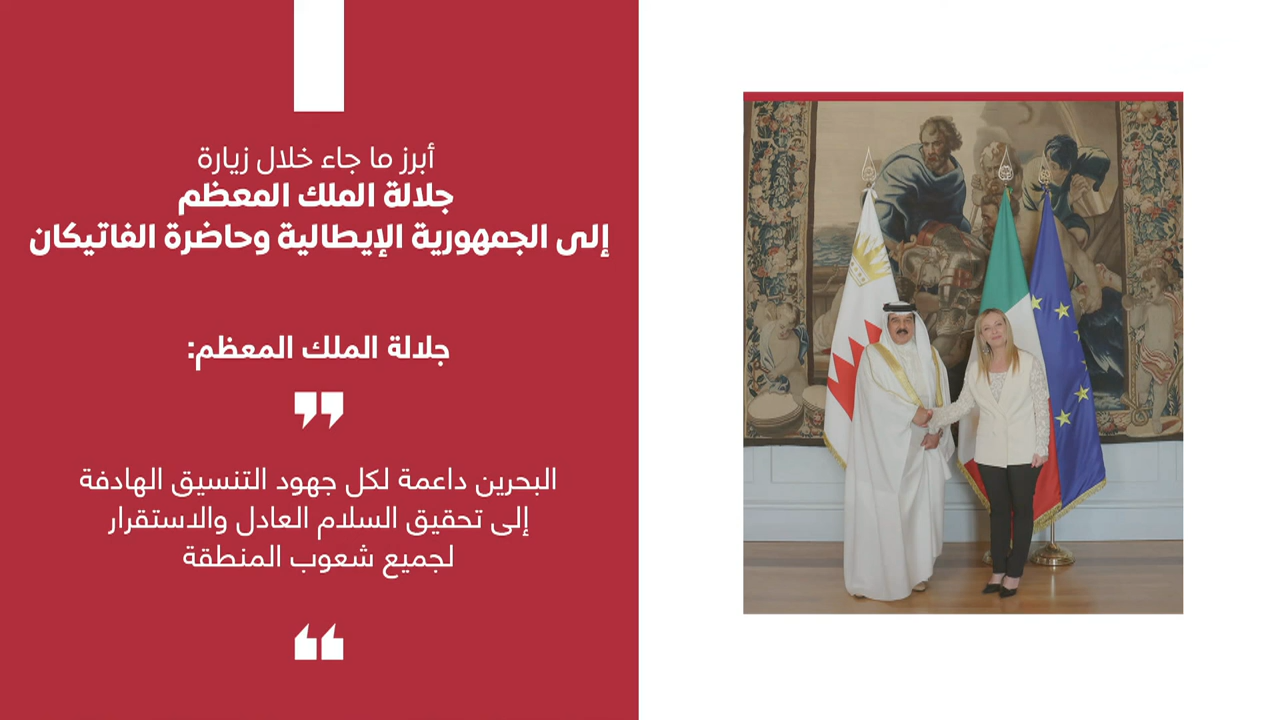 أبرز ما جاء خلال زيارة
جلالة الملك المعظم
إلى الجمهورية الإيطالية وحاضرة الفاتيكان
جلالة الملك المعظم:
البحرين داعمة لكل جهود التنسيق الهادفة
إلى تحقيق السلام العادل والاستقرار
لجميع شعوب المنطقة